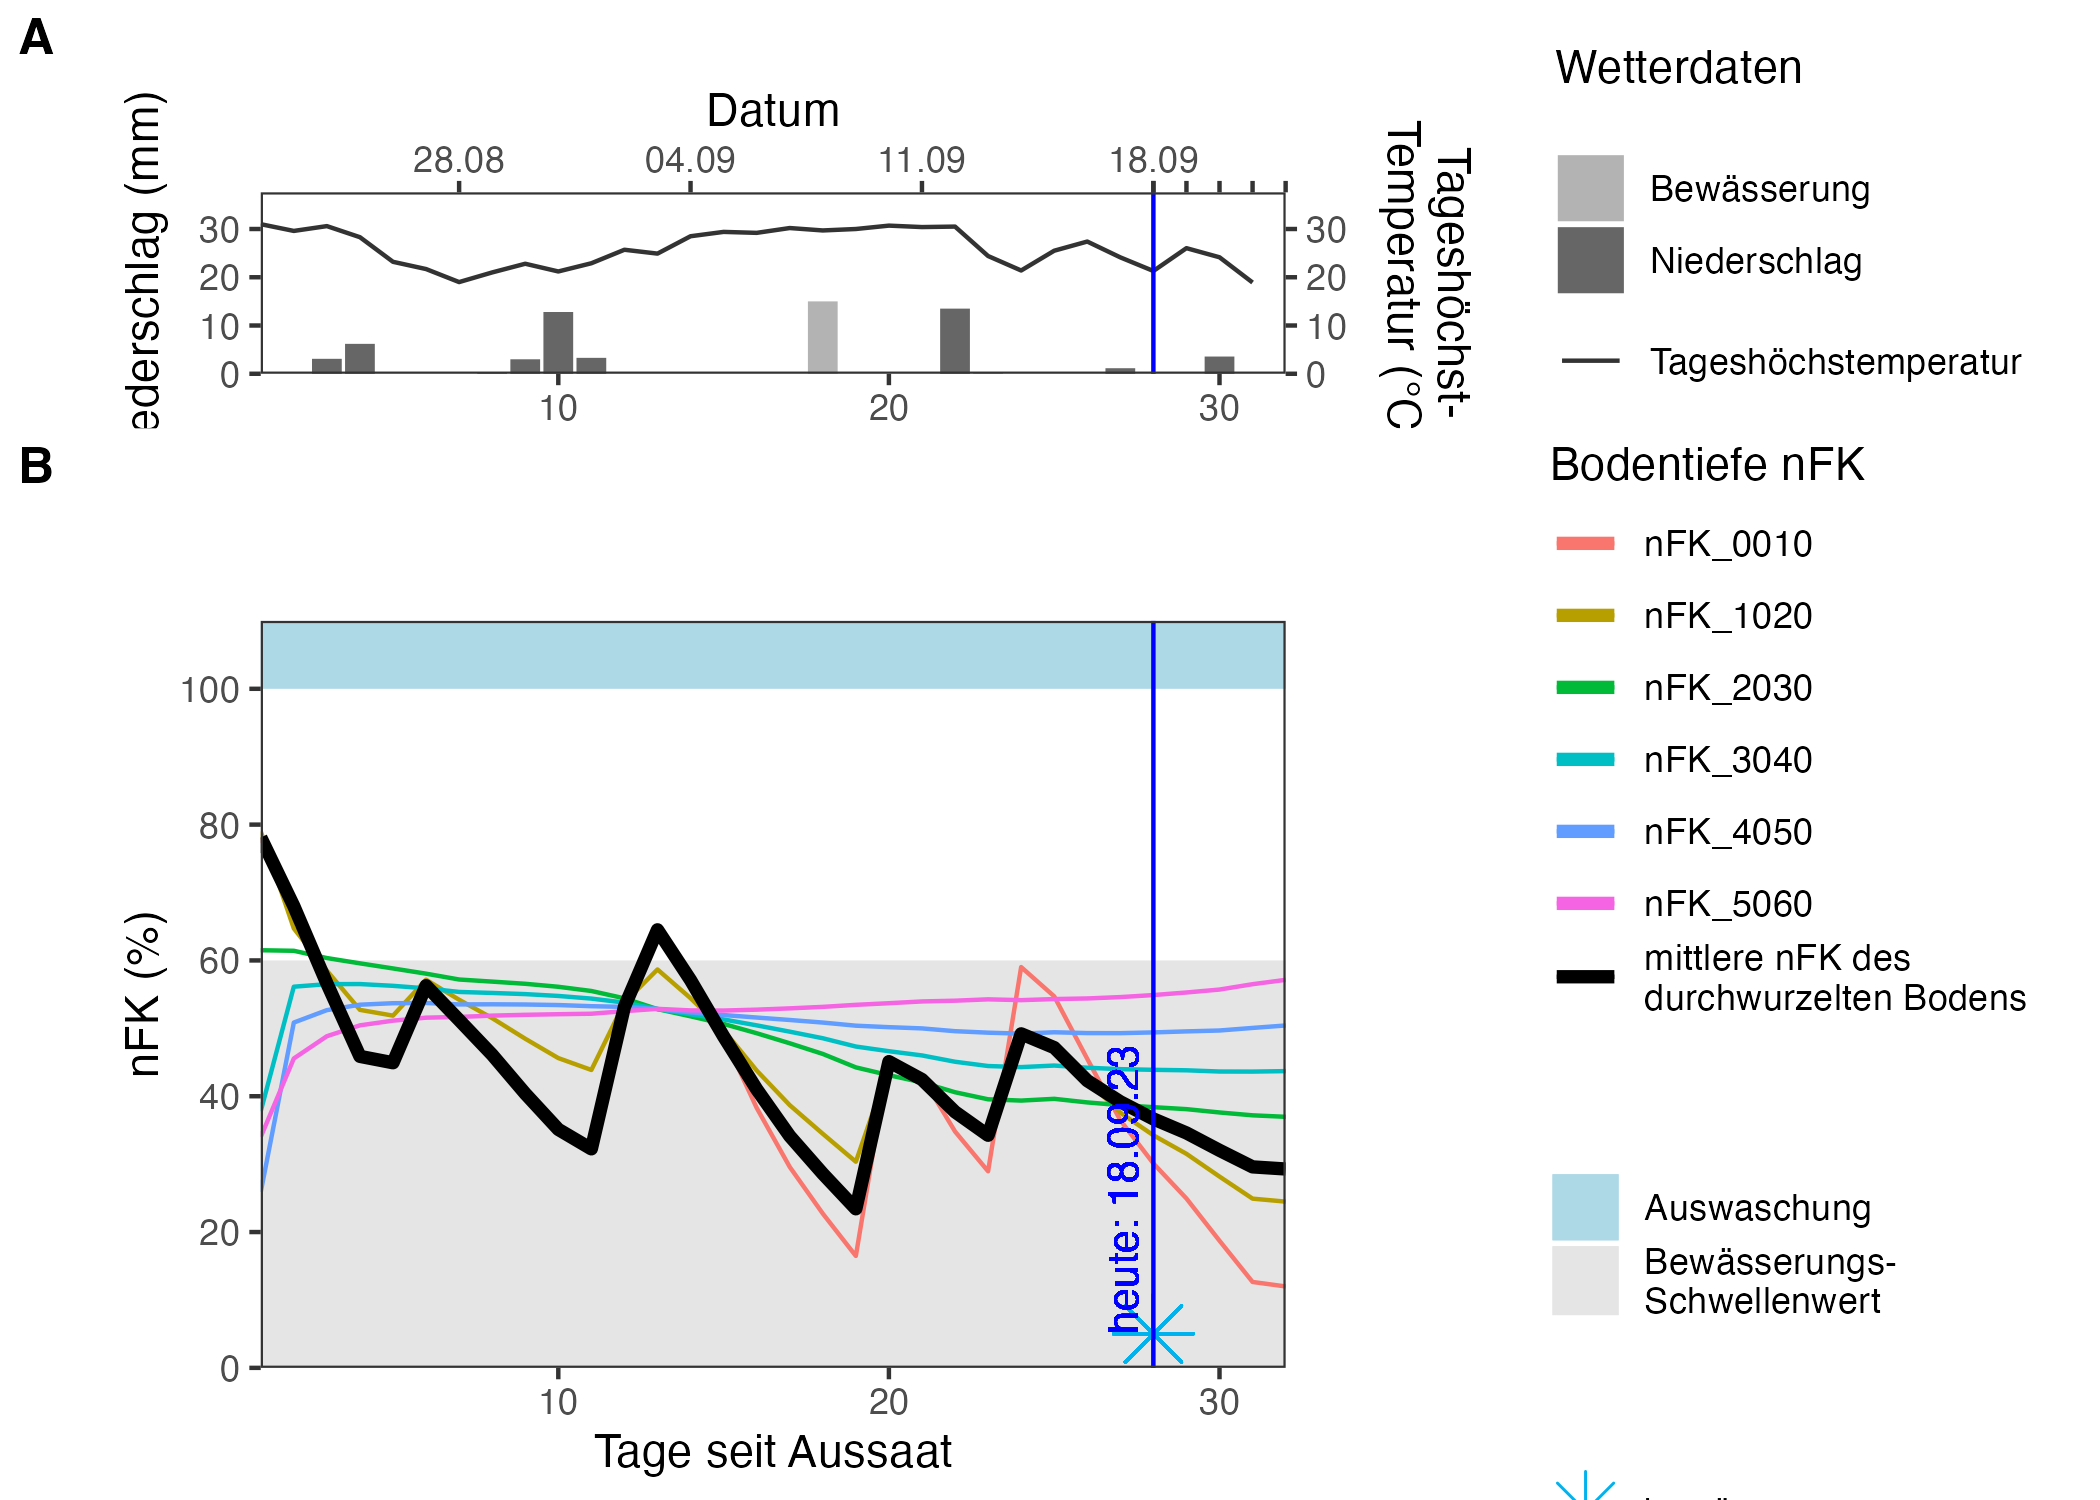 A
Datum
28.08 04.09 11.09 18.09
ederschlag (mm)
30
20
10
0
30
20
10
0
Tageshöchst-
Temperatur (°C
10 20 30
Wetterdaten
Bewässerung
Niederschlag
Tageshöchstemperatur
B
nFK (%)
100
80
60
40
20
0
heute: 18.09.23
10 20 30
Tage seit Aussaat
Bodentiefe nFK
nFK_0010
nFK_1020
nFK_2030
nFK_3040
nFK_4050
nFK_5060
mittlere nFK des
durchwurzelten Bodens
Auswaschung
Bewässerungs-
Schwellenwert